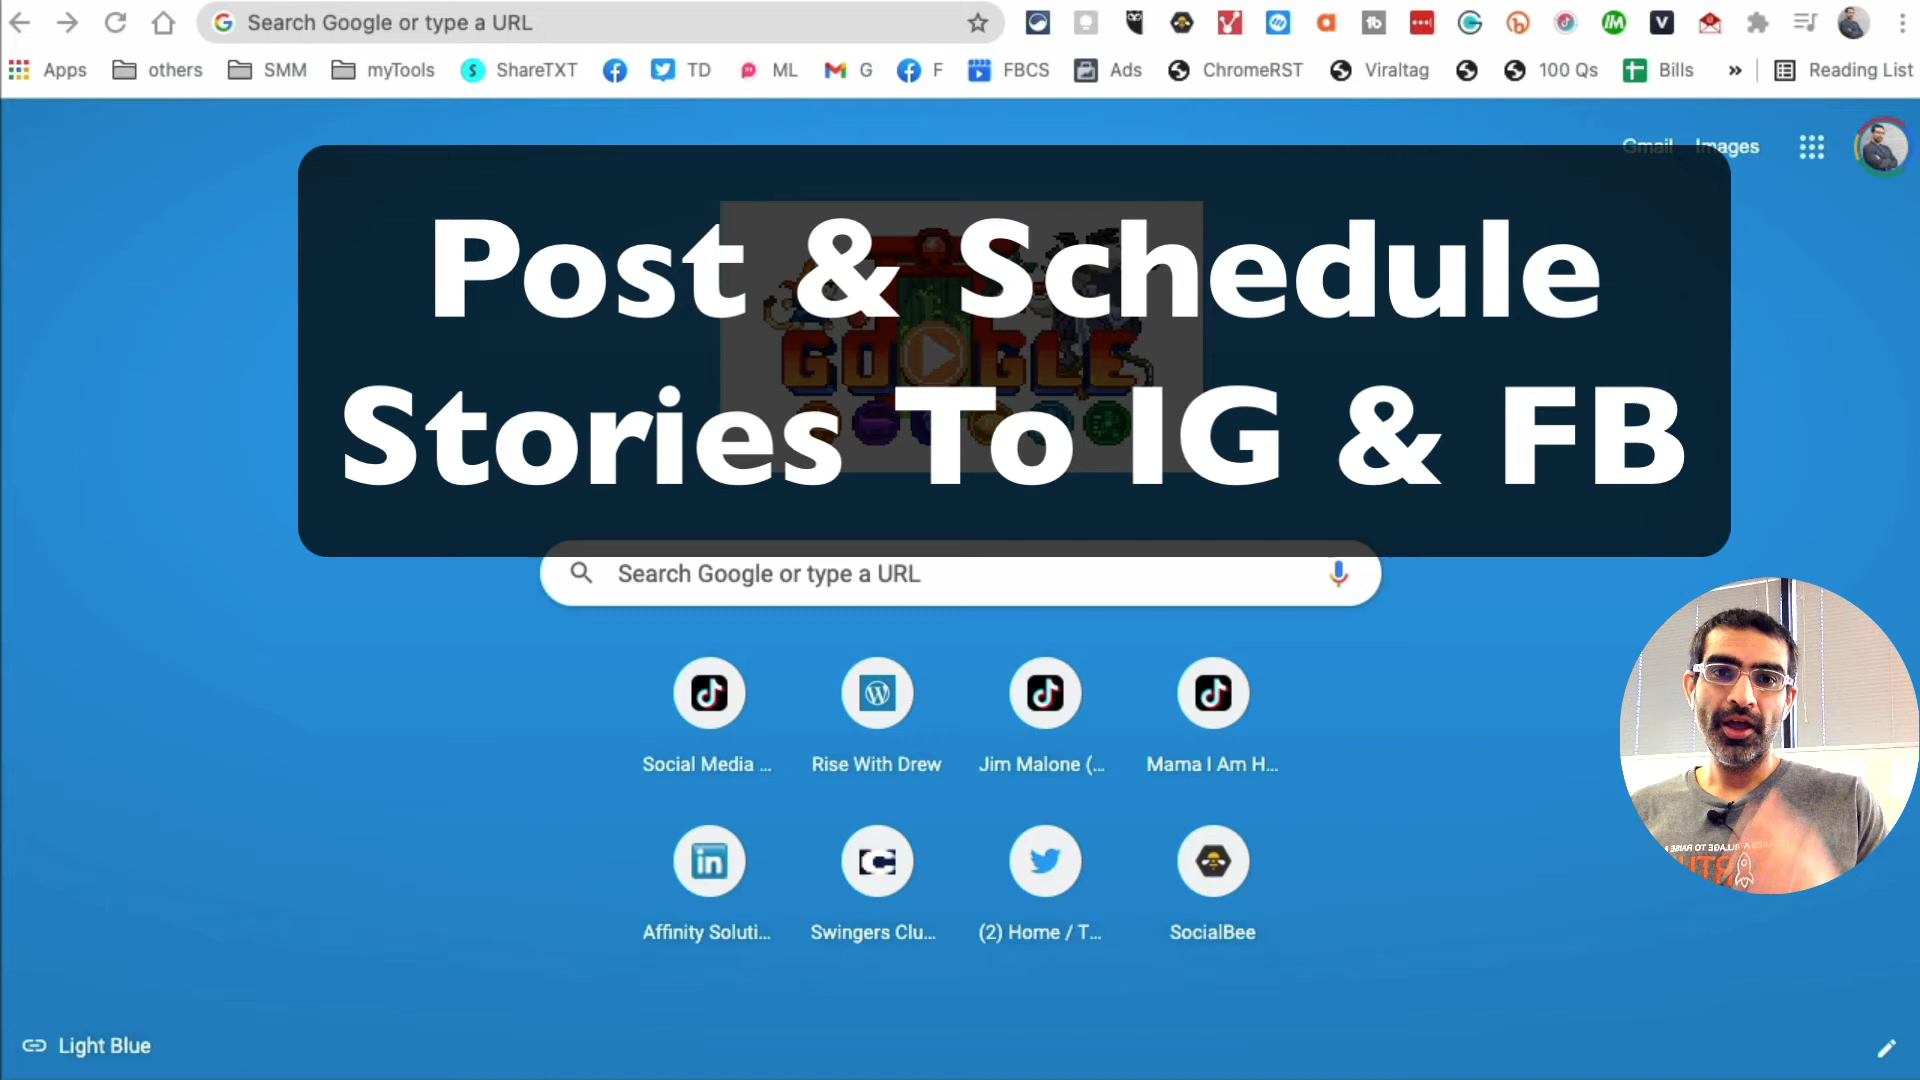 Search Google or type a URL
Apps others SMM myTools ShareTXT TD ML G F FBCS Ads ChromeRST Viraltag 100 Qs Bills » Reading List
Gmail Images
Post & Schedule
Stories To IG & FB
GOOGLE
Search Google or type a URL
Social Media ... Rise With Drew Jim Malone (... Mama I Am H...
Affinity Soluti... Swingers Clu... (2) Home / T... SocialBee
Light Blue